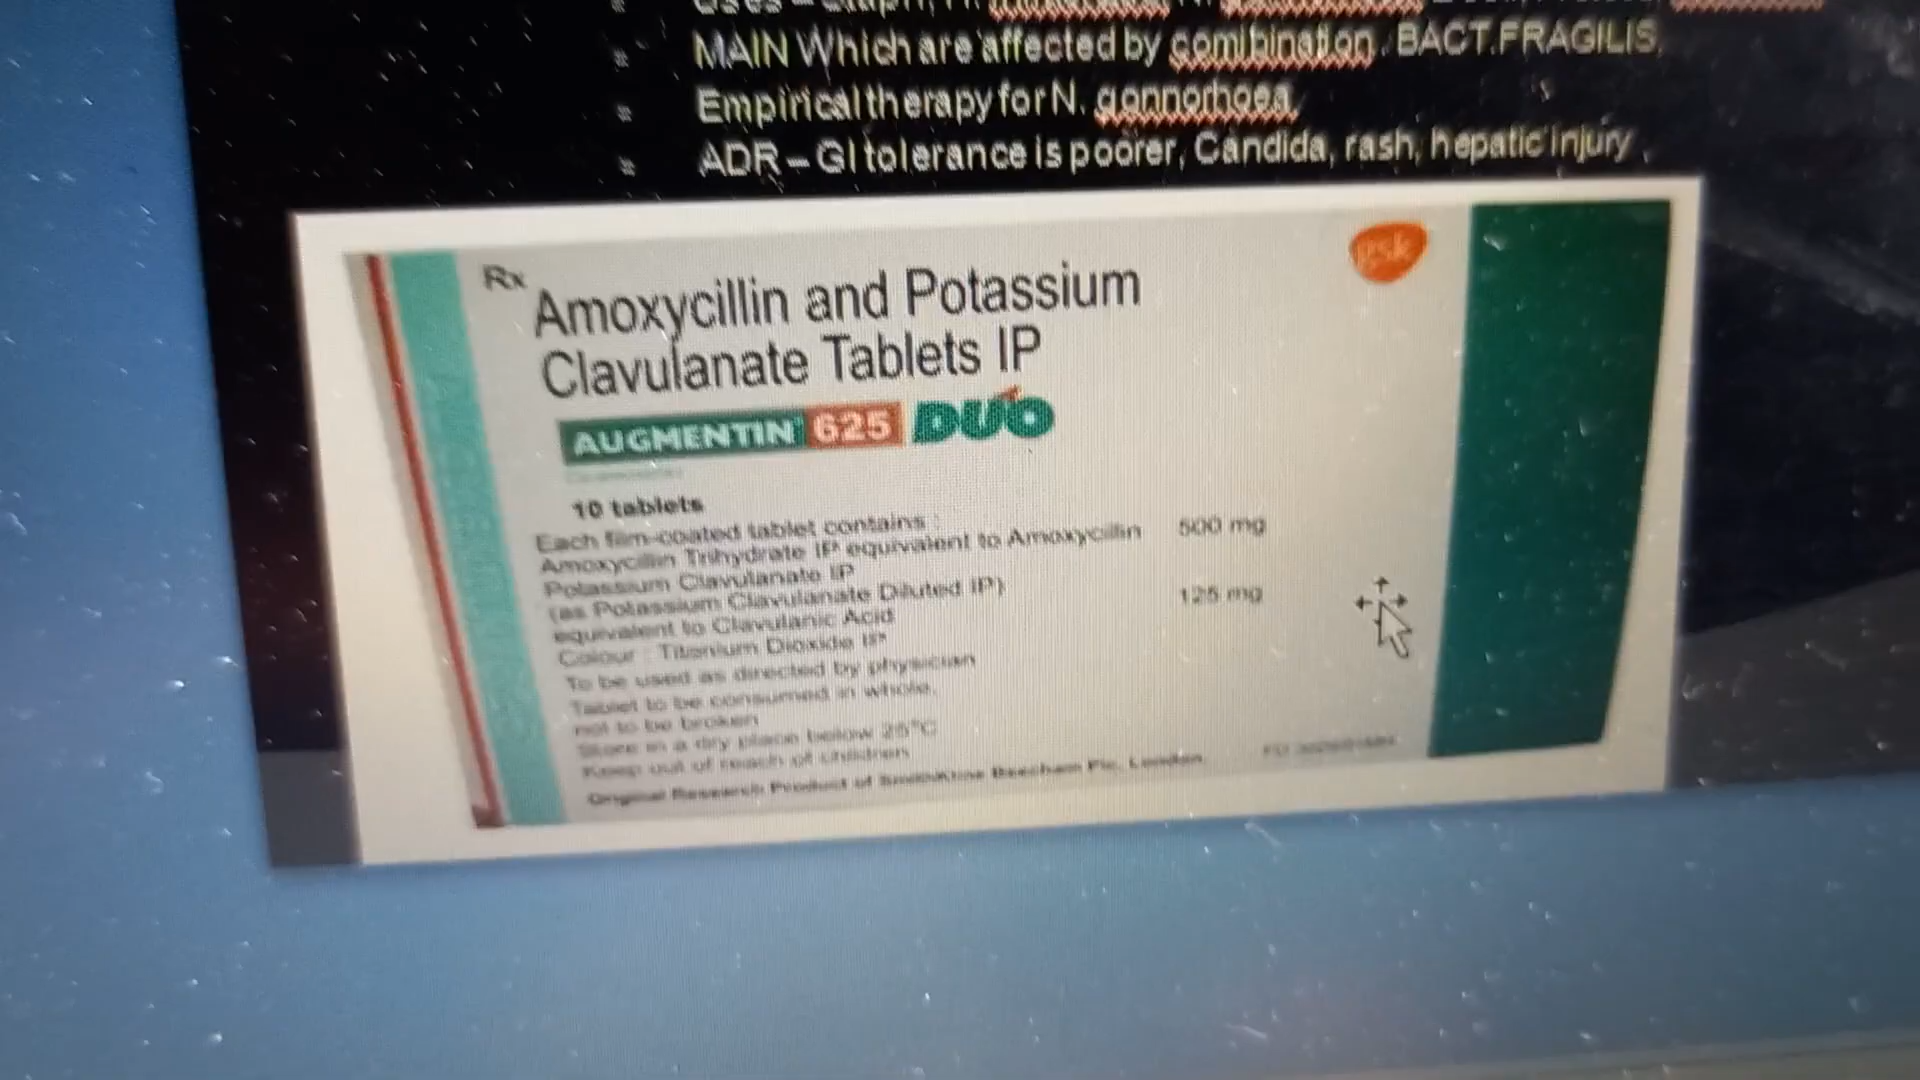 MAIN Which are affected by comibination. BACT.FRAGILIS,
Empirical therapy for N. gonnorhoea.
ADR – GI tolerance is poorer, Candida, rash, hepatic injury.
gsk
Rx
Amoxycillin and Potassium
Clavulanate Tablets IP
AUGMENTIN 625 DUO
10 tablets
Each film-coated tablet contains :
Amoxycillin Trihydrate IP equivalent to Amoxycillin 500 mg
Potassium Clavulanate IP
(as Potassium Clavulanate Diluted IP)
equivalent to Clavulanic Acid 125 mg
Colour : Titanium Dioxide IP
To be used as directed by physician
Tablet to be consumed in whole,
not to be broken
Store in a dry place below 25°C
Keep out of reach of children
Original Research Product of SmithKline Beecham Plc, London.